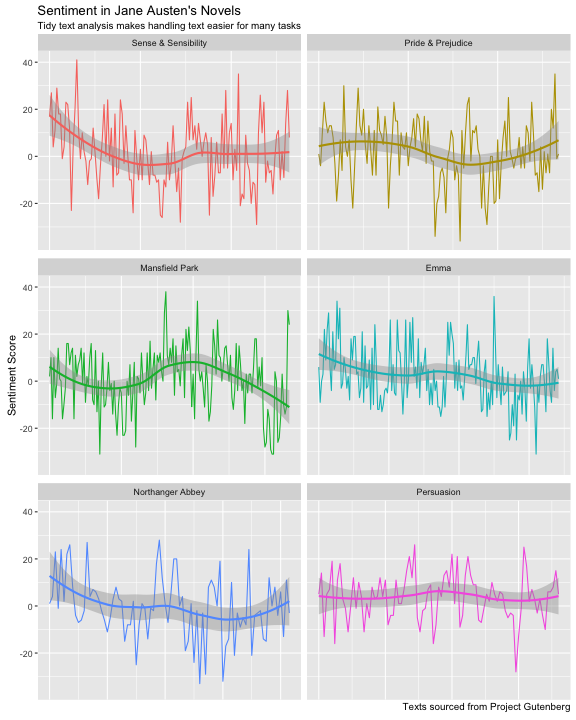 Sentiment in Jane Austen's Novels
Tidy text analysis makes handling text easier for many tasks
Sense & Sensibility
Pride & Prejudice
40
20
0
-20
Mansfield Park
Emma
40
20
0
-20
Sentiment Score
Northanger Abbey
Persuasion
40
20
0
-20
Texts sourced from Project Gutenberg